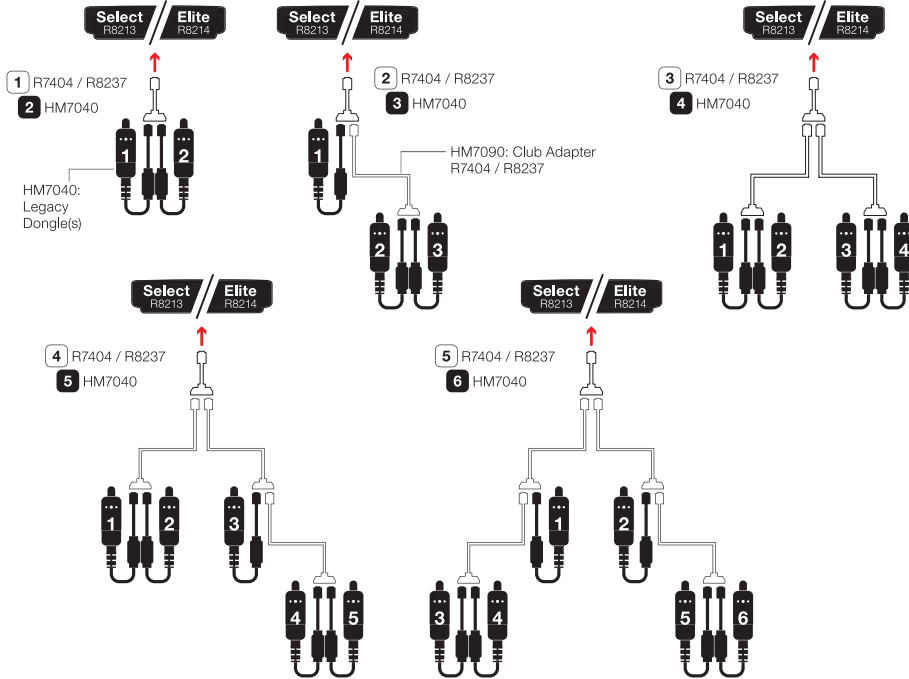 Select R8213 // Elite R8214
1 R7404 / R8237
2 HM7040
1 2
HM7040:
Legacy
Dongle(s)
Select R8213 // Elite R8214
2 R7404 / R8237
3 HM7040
1
HM7090: Club Adapter
R7404 / R8237
2 3
Select R8213 // Elite R8214
3 R7404 / R8237
4 HM7040
1 2 3 4
Select R8213 // Elite R8214
4 R7404 / R8237
5 HM7040
1 2 3
4 5
Select R8213 // Elite R8214
5 R7404 / R8237
6 HM7040
1 2
3 4 5 6